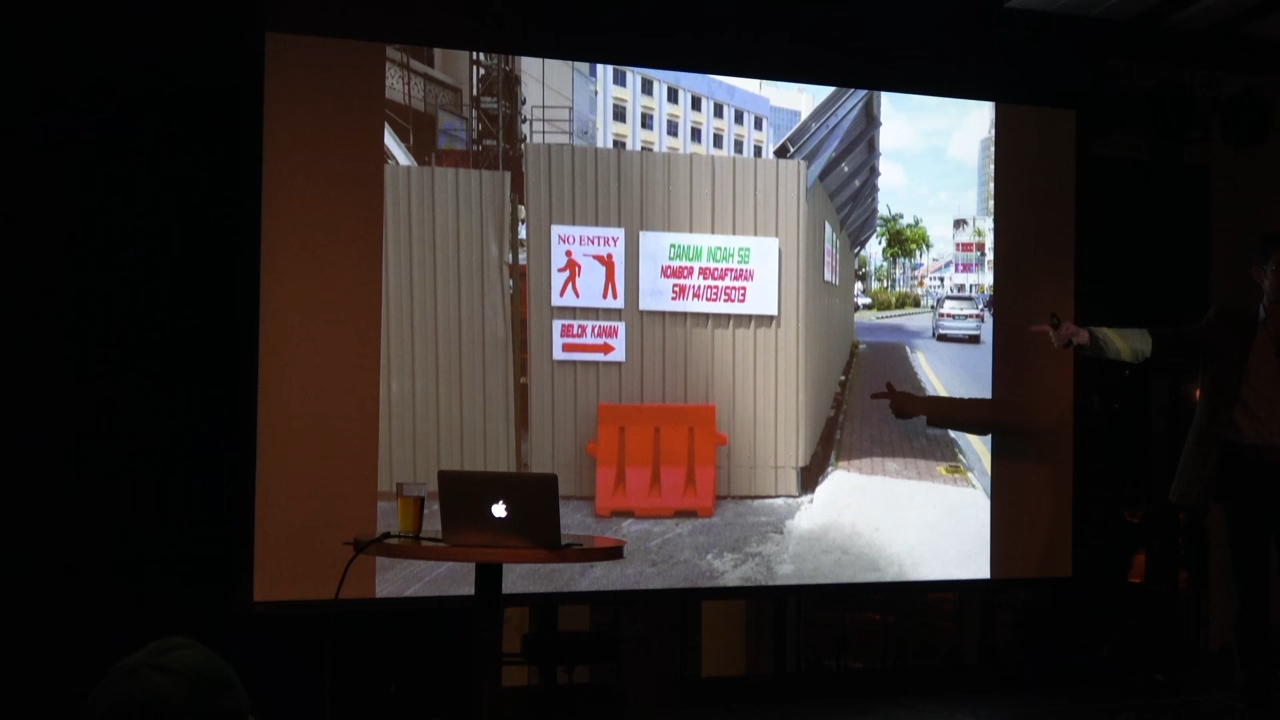 NO ENTRY
DANUM INDAH SB
NOMBOR PENDAFTARAN
SW/14/03/5013
BELOK KANAN